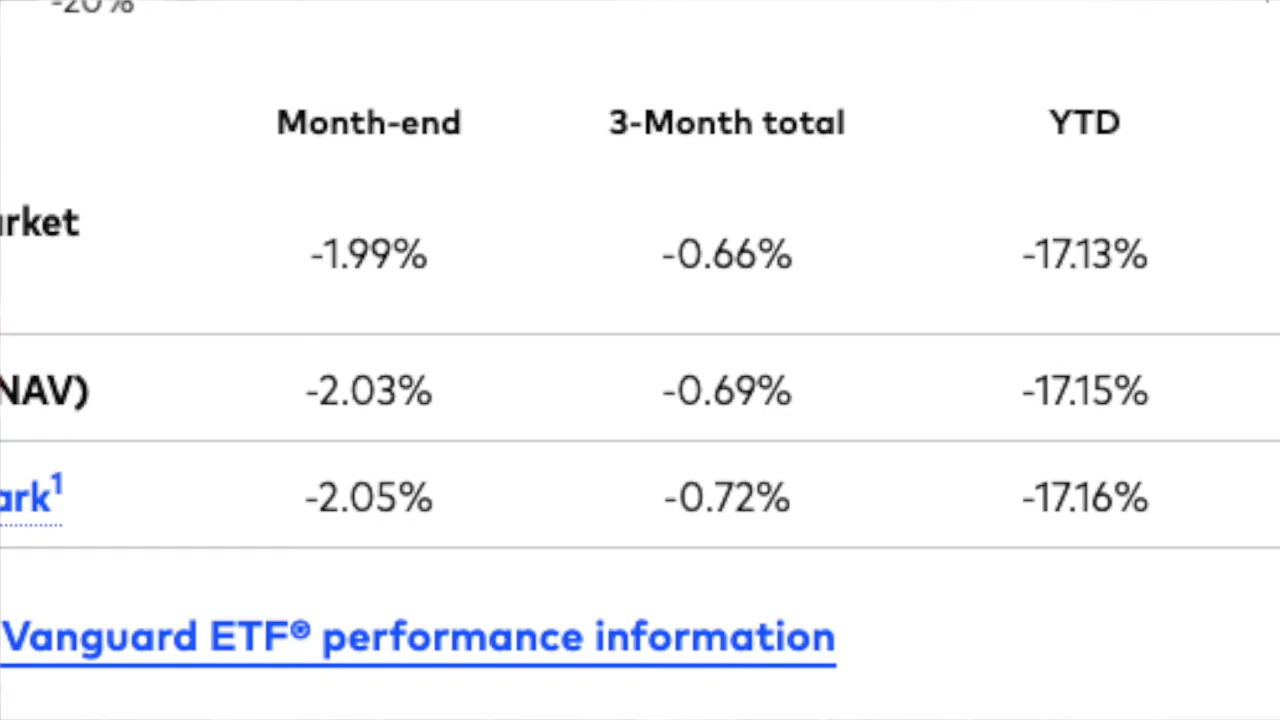 -20%
Month-end 3-Month total YTD
rket
-1.99% -0.66% -17.13%
NAV) -2.03% -0.69% -17.15%
ark¹ -2.05% -0.72% -17.16%
Vanguard ETF® performance information